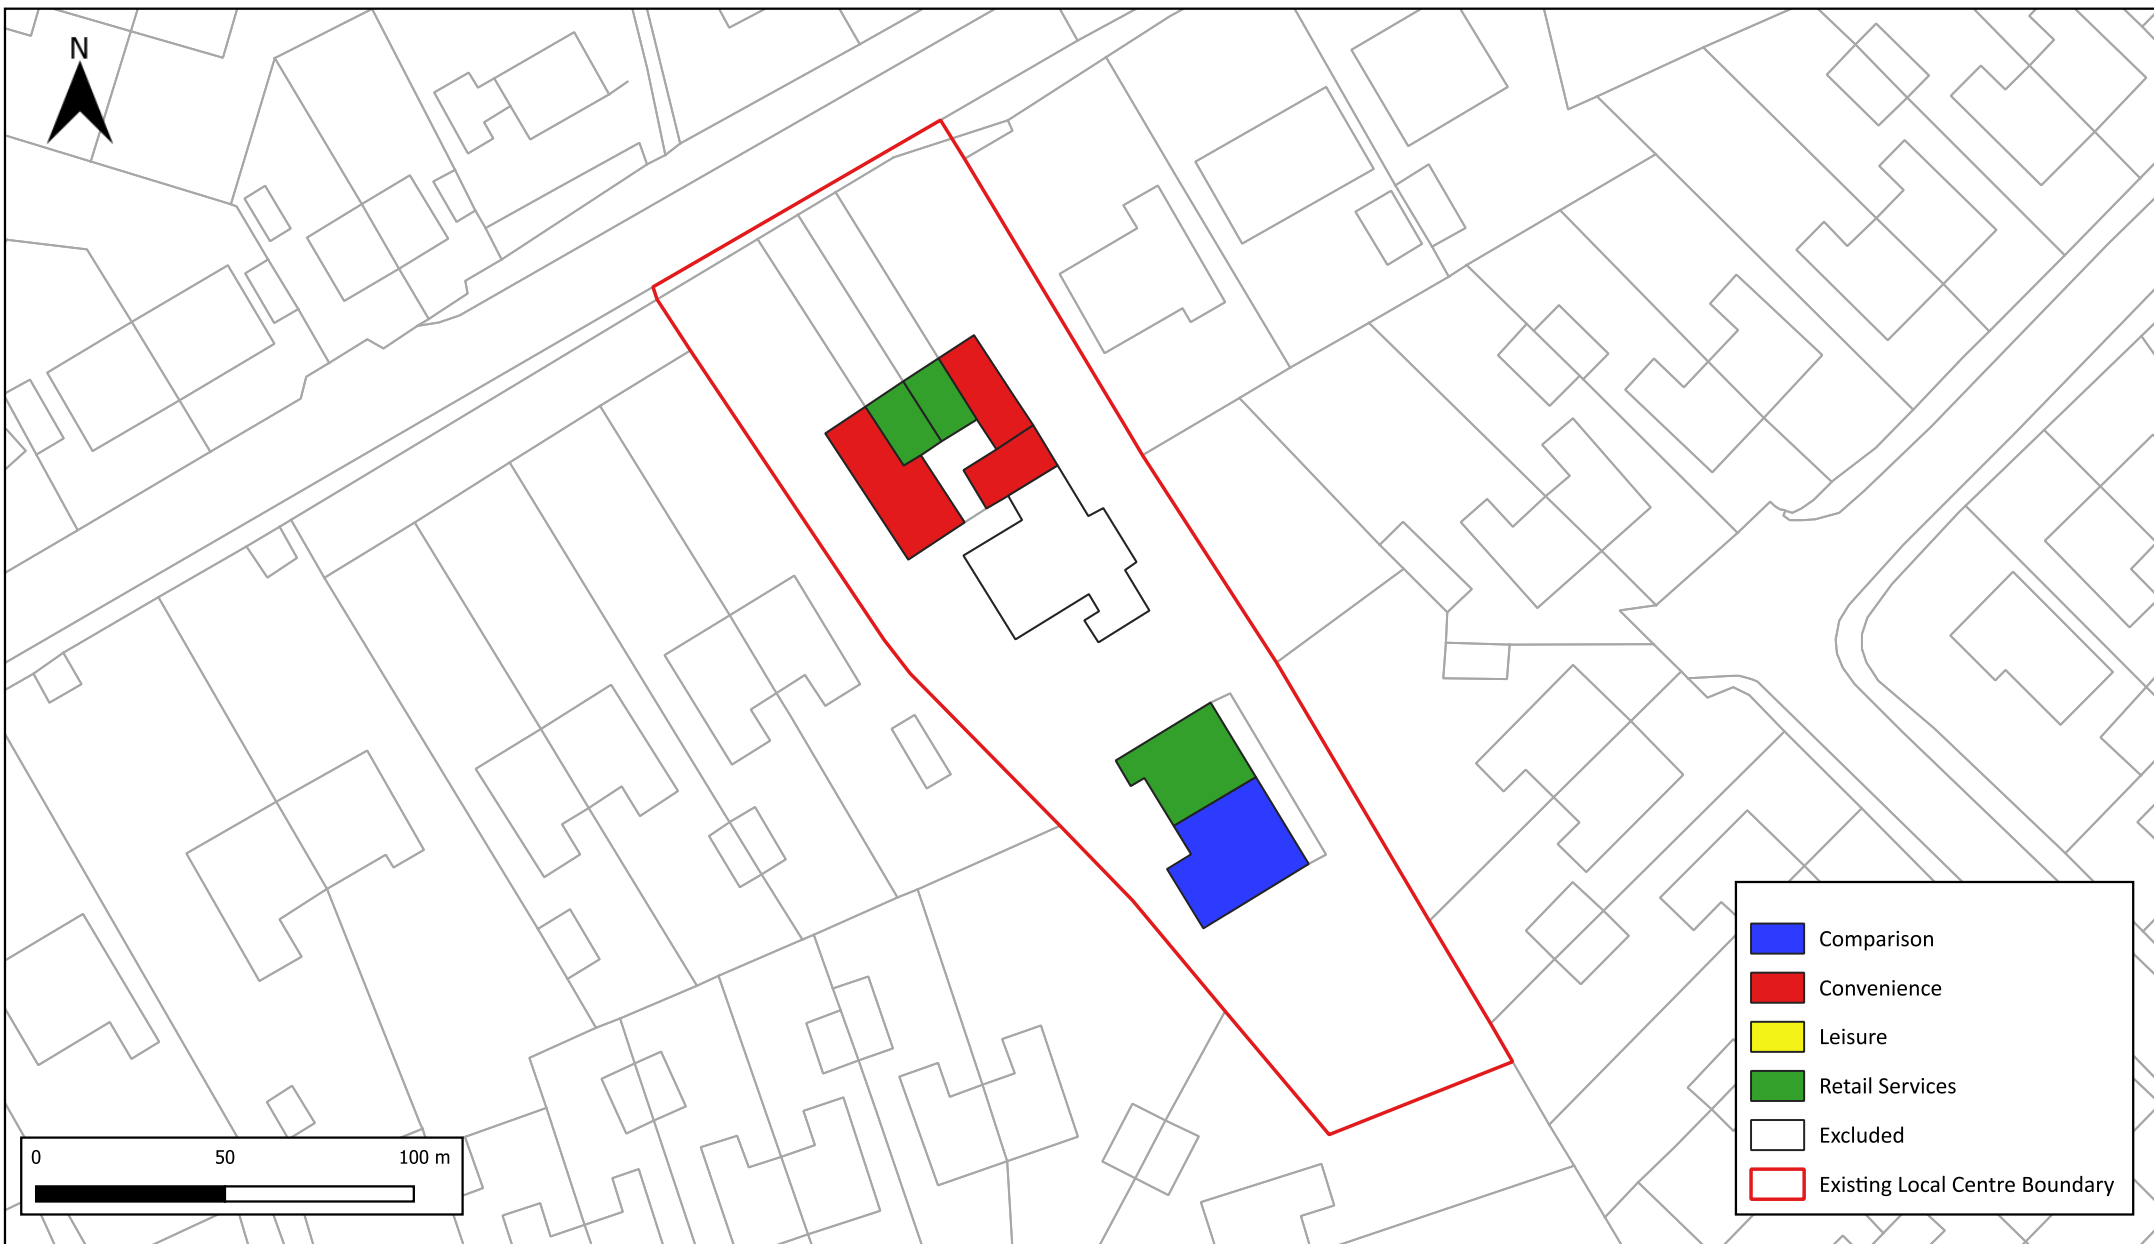 N
Comparison
Convenience
Leisure
Retail Services
Excluded
Existing Local Centre Boundary
0 50 100 m